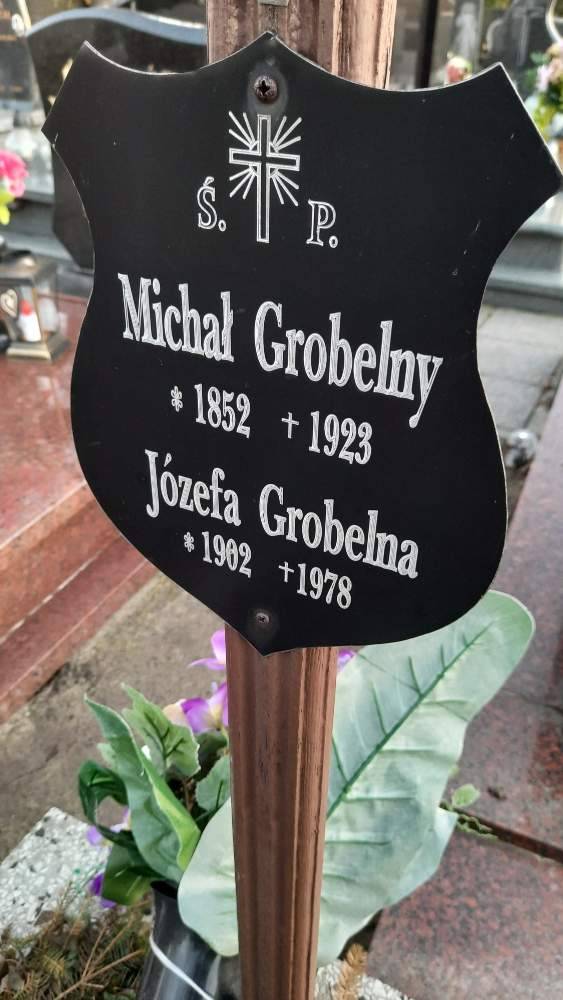 Ś. P.
Michał Grobelny
* 1852 † 1923
Józefa Grobelna
* 1902 † 1978